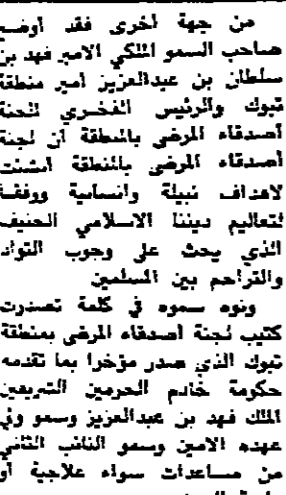 من جهة اخرى فقد أوضح
صاحب السمو الملكي الامير فهد بن
سلطان بن عبدالعزيز أمير منطقة
تبوك والرئيس الفخري للجنة
أصدقاء المرضى بالمنطقة أن لجنة
أصدقاء المرضى بالمنطقة أنشئت
لاهداف نبيلة وانسانية ووفقا
لتعاليم ديننا الاسلامي الحنيف
الذي يحث على وجوب التواد
والتراحم بين المسلمين
ونوه سموه في كلمة تصدرت
كتيب لجنة أصدقاء المرضى بمنطقة
تبوك الذي صدر مؤخرا بما تقدمه
حكومة خادم الحرمين الشريفين
الملك فهد بن عبدالعزيز وسمو ولي
عهده الامين وسمو النائب الثاني
من مساعدات سواء علاجية أو